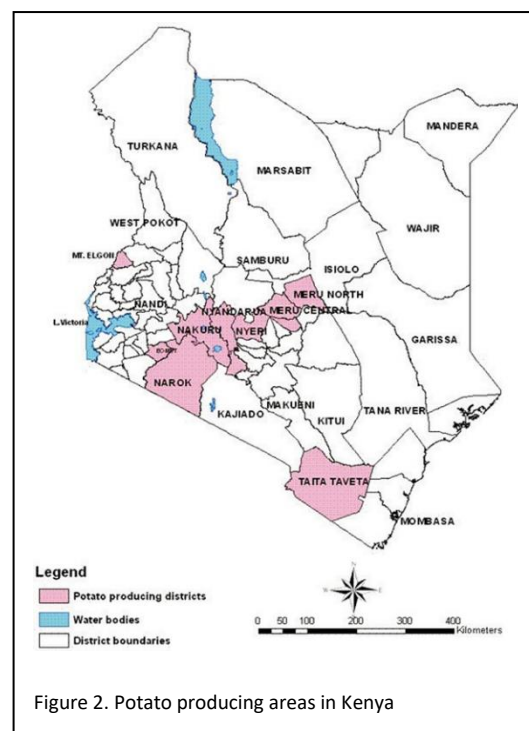 MANDERA
TURKANA
MARSABIT
WAJIR
WEST POKOT
MT. ELGON
SAMBURU
ISIOLO
MERU NORTH
NANDI
NYANDARUA
MERU CENTRAL
L.Victoria
NAKURU
NYERI
GARISSA
BOMET
NAROK
MAKUENI
TANA RIVER
KAJIADO
KITUI
TAITA TAVETA
MOMBASA
Legend
Potato producing districts
Water bodies
District boundaries
N
0 50 100 200 300 400
Kilometers
Figure 2. Potato producing areas in Kenya